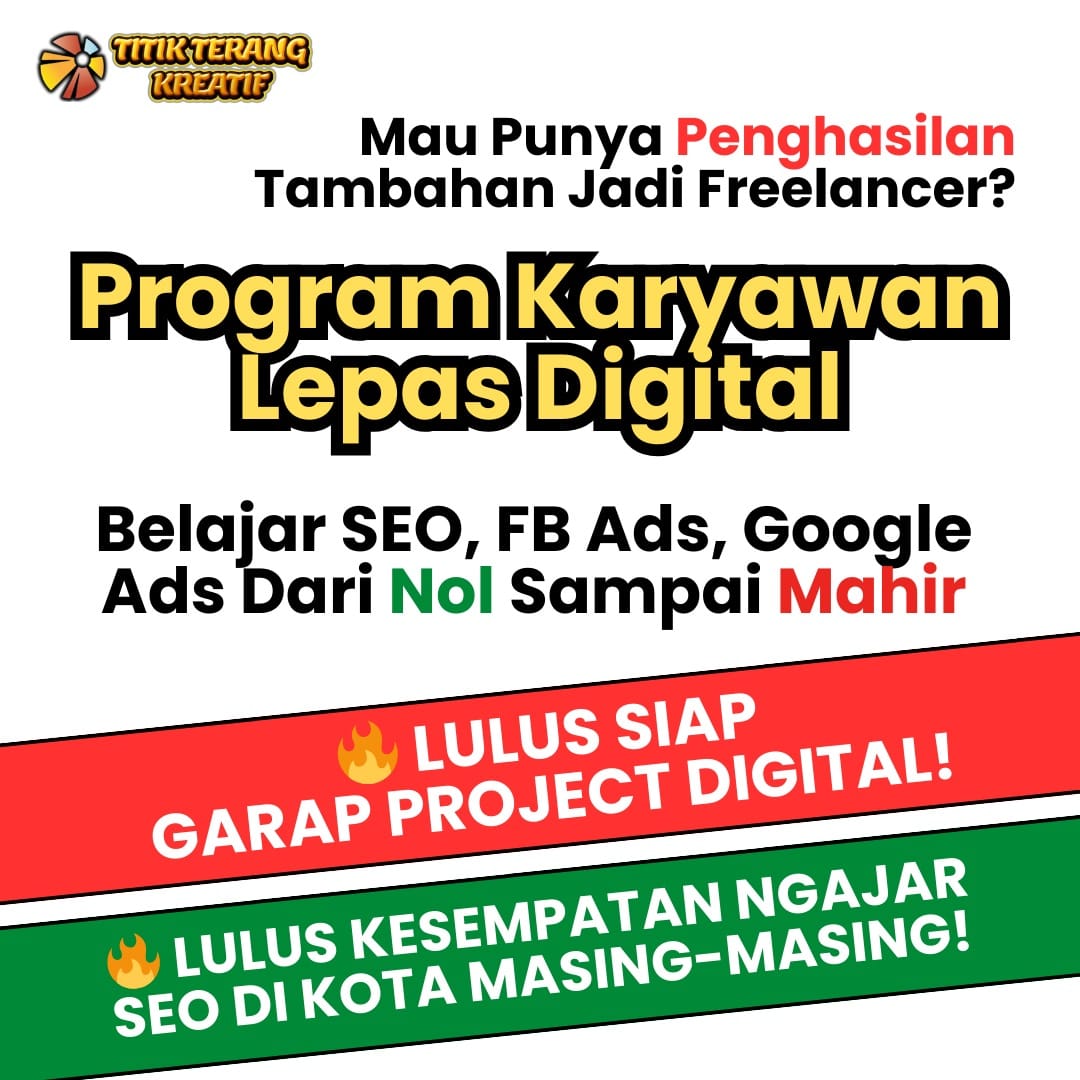 TITIK TERANG
KREATIF
Mau Punya Penghasilan
Tambahan Jadi Freelancer?
Program Karyawan
Lepas Digital
Belajar SEO, FB Ads, Google
Ads Dari Nol Sampai Mahir
🔥 LULUS SIAP
GARAP PROJECT DIGITAL!
🔥 LULUS KESEMPATAN NGAJAR
SEO DI KOTA MASING-MASING!